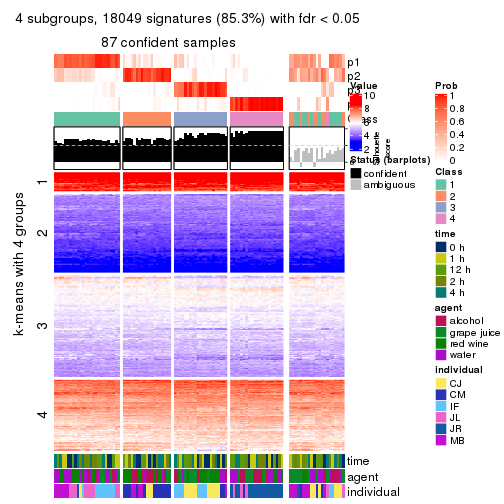 4 subgroups, 18049 signatures (85.3%) with fdr < 0.05
87 confident samples
p1
p2
p3
Class
k-means with 4 groups
1
2
3
4
time
agent
individual
Value
10
8
6
4
2
Silhouette
score
Status (barplots)
confident
ambiguous
Prob
1
0.8
0.6
0.4
0.2
0
Class
1
2
3
4
time
0 h
1 h
12 h
2 h
4 h
agent
alcohol
grape juice
red wine
water
individual
CJ
CM
IF
JL
JR
MB